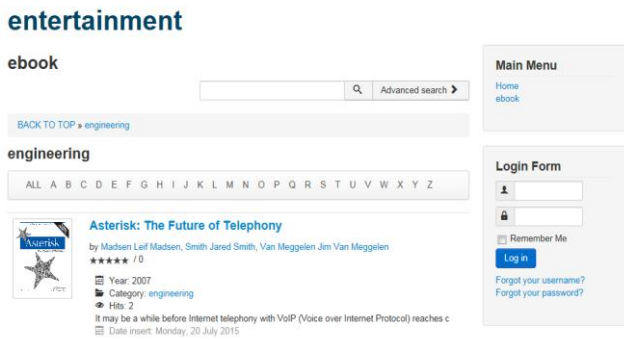 entertainment
ebook
Advanced search
BACK TO TOP » engineering
engineering
ALL A B C D E F G H I J K L M N O P Q R S T U V W X Y Z
Asterisk
Asterisk: The Future of Telephony
by Madsen Leif Madsen, Smith Jared Smith, Van Meggelen Jim Van Meggelen
/ 0
Year: 2007
Category: engineering
Hits: 2
It may be a while before Internet telephony with VoIP (Voice over Internet Protocol) reaches c
Date insert: Monday, 20 July 2015
Main Menu
Home
ebook
Login Form
Remember Me
Log in
Forgot your username?
Forgot your password?